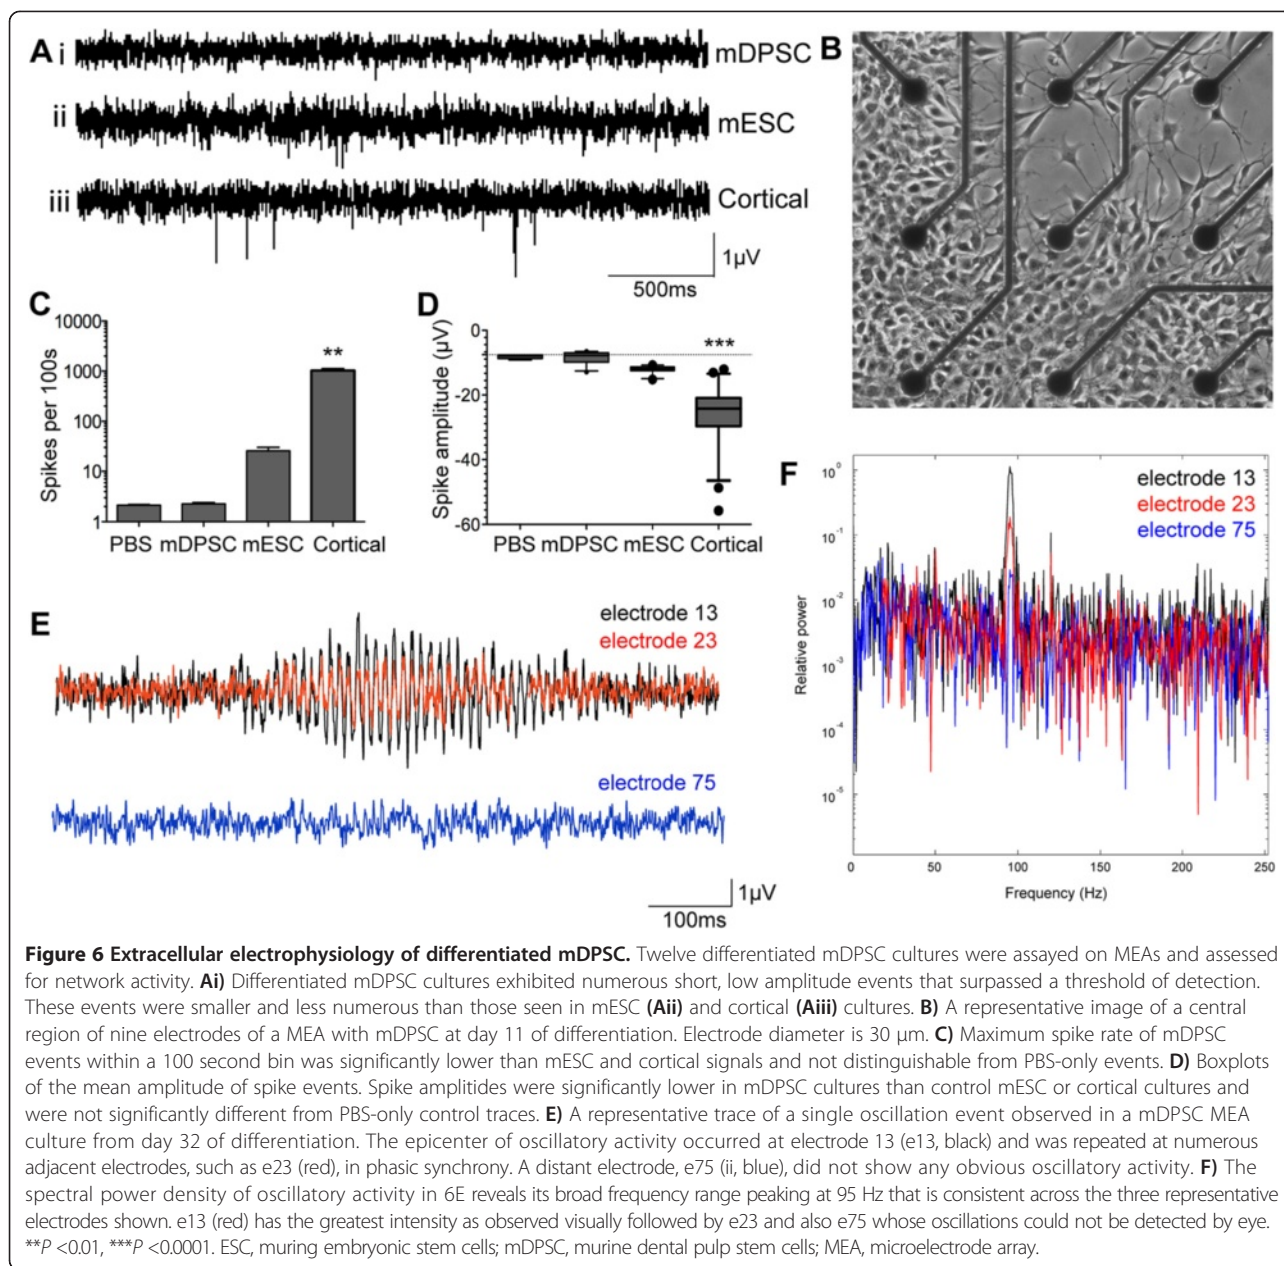 A i mDPSC
ii mESC
iii Cortical
1µV
500ms
B
C
Spikes per 100s
10000
1000
100
10
1
**
PBS mDPSC mESC Cortical
D
Spike amplitude (µV)
0
-20
-40
-60
***
PBS mDPSC mESC Cortical
E
electrode 13
electrode 23
electrode 75
1µV
100ms
F
electrode 13
electrode 23
electrode 75
Relative power
10⁰
10⁻¹
10⁻²
10⁻³
10⁻⁴
10⁻⁵
0 50 100 150 200 250
Frequency (Hz)
Figure 6 Extracellular electrophysiology of differentiated mDPSC. Twelve differentiated mDPSC cultures were assayed on MEAs and assessed
for network activity. Ai) Differentiated mDPSC cultures exhibited numerous short, low amplitude events that surpassed a threshold of detection.
These events were smaller and less numerous than those seen in mESC (Aii) and cortical (Aiii) cultures. B) A representative image of a central
region of nine electrodes of a MEA with mDPSC at day 11 of differentiation. Electrode diameter is 30 µm. C) Maximum spike rate of mDPSC
events within a 100 second bin was significantly lower than mESC and cortical signals and not distinguishable from PBS-only events. D) Boxplots
of the mean amplitude of spike events. Spike amplitides were significantly lower in mDPSC cultures than control mESC or cortical cultures and
were not significantly different from PBS-only control traces. E) A representative trace of a single oscillation event observed in a mDPSC MEA
culture from day 32 of differentiation. The epicenter of oscillatory activity occurred at electrode 13 (e13, black) and was repeated at numerous
adjacent electrodes, such as e23 (red), in phasic synchrony. A distant electrode, e75 (ii, blue), did not show any obvious oscillatory activity. F) The
spectral power density of oscillatory activity in 6E reveals its broad frequency range peaking at 95 Hz that is consistent across the three representative
electrodes shown. e13 (red) has the greatest intensity as observed visually followed by e23 and also e75 whose oscillations could not be detected by eye.
**P <0.01, ***P <0.0001. ESC, muring embryonic stem cells; mDPSC, murine dental pulp stem cells; MEA, microelectrode array.